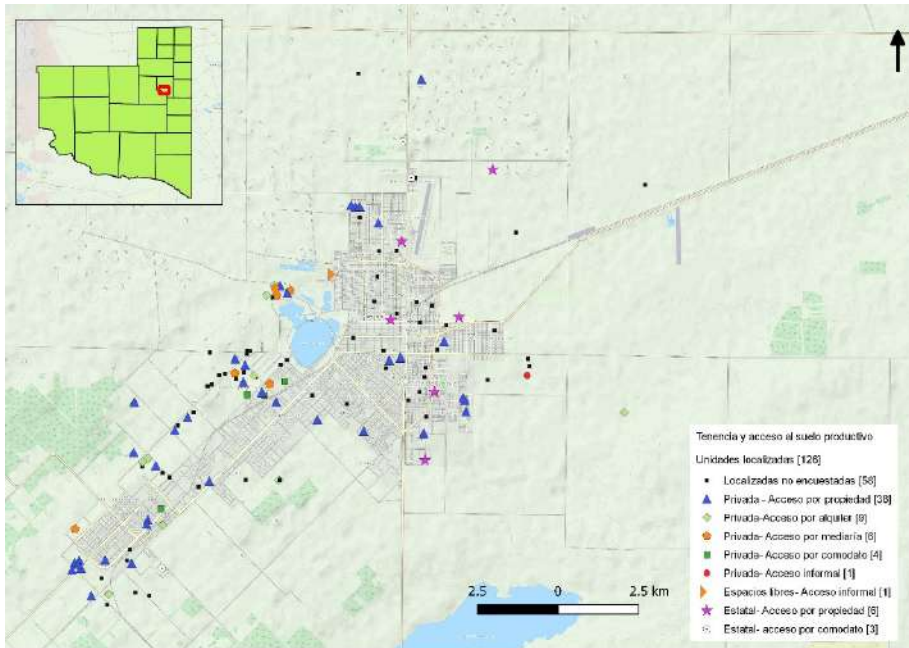 Tenencia y acceso al suelo productivo
Unidades localizadas [126]
Localizadas no encuestadas [58]
Privada - Acceso por propiedad [38]
Privada-Acceso por alquiler [9]
Privada- Acceso por mediaría [6]
Privada- Acceso por comodato [4]
Privada- Acceso informal [1]
Espacios libres- Acceso informal [1]
Estatal-Acceso por propiedad [6]
Estatal- acceso por comodato [3]
2.5 0 2.5 km